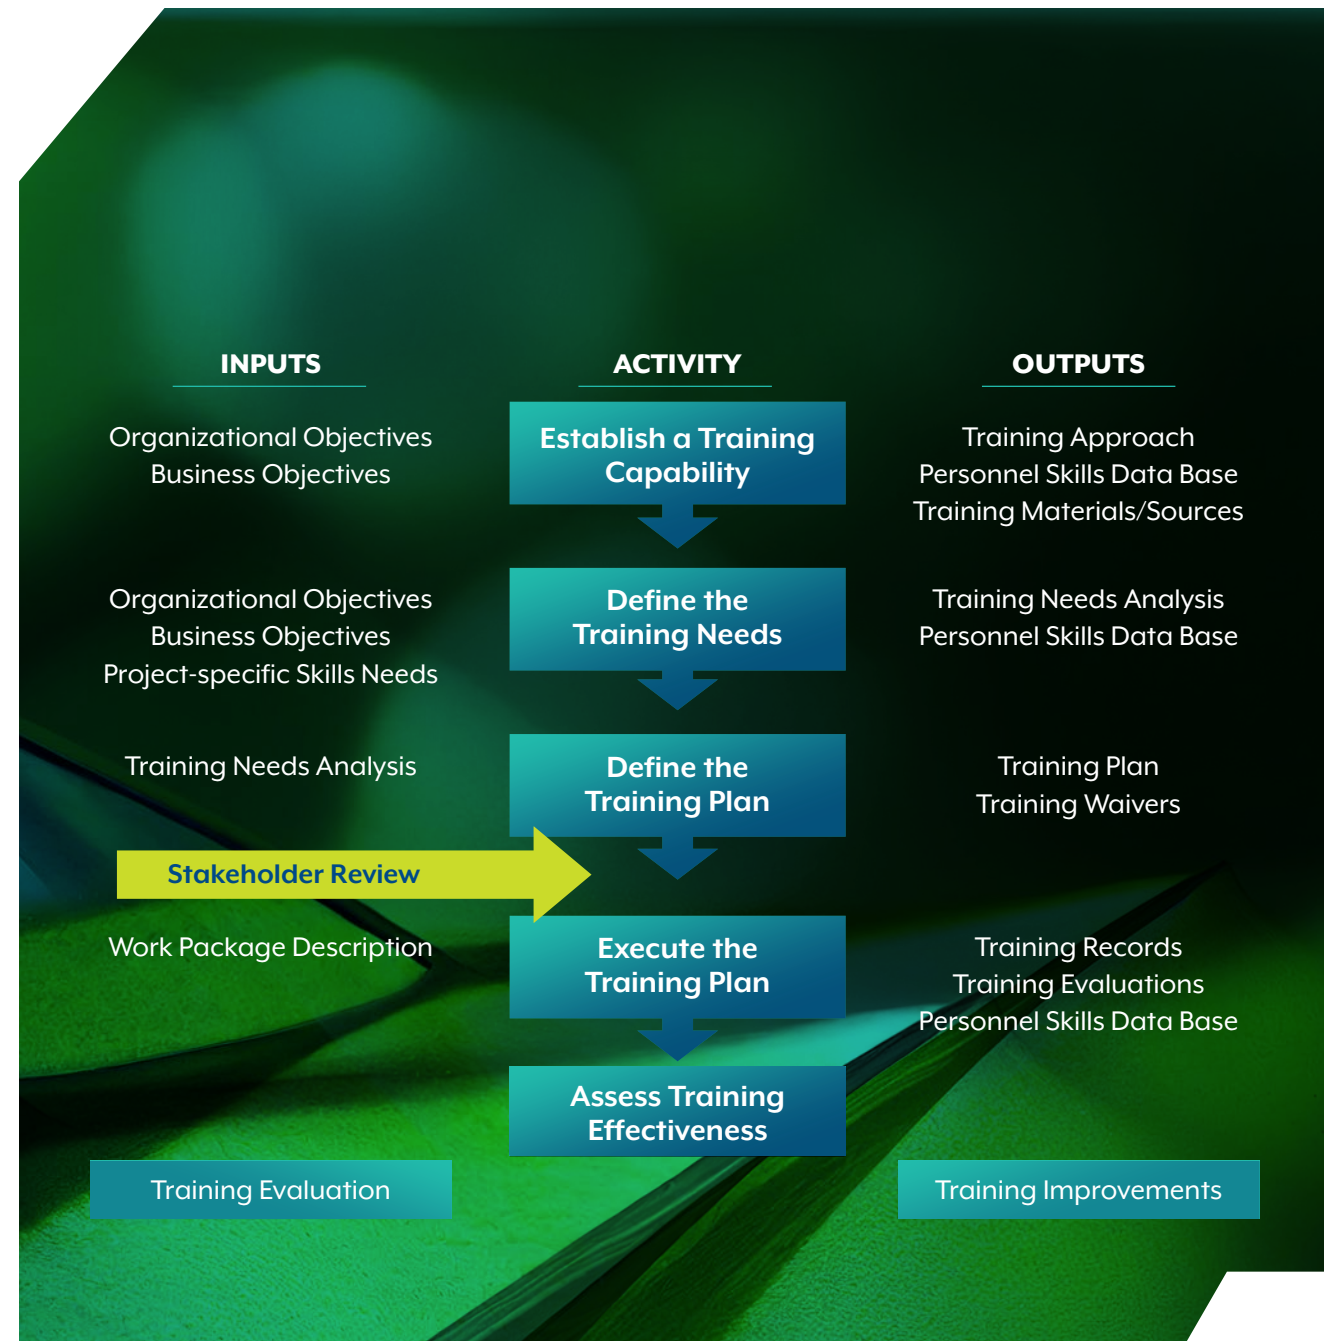 INPUTS
ACTIVITY
OUTPUTS
Organizational Objectives
Business Objectives
Establish a Training
Capability
Training Approach
Personnel Skills Data Base
Training Materials/Sources
Organizational Objectives
Business Objectives
Project-specific Skills Needs
Define the
Training Needs
Training Needs Analysis
Personnel Skills Data Base
Training Needs Analysis
Define the
Training Plan
Training Plan
Training Waivers
Stakeholder Review
Work Package Description
Execute the
Training Plan
Training Records
Training Evaluations
Personnel Skills Data Base
Assess Training
Effectiveness
Training Evaluation
Training Improvements